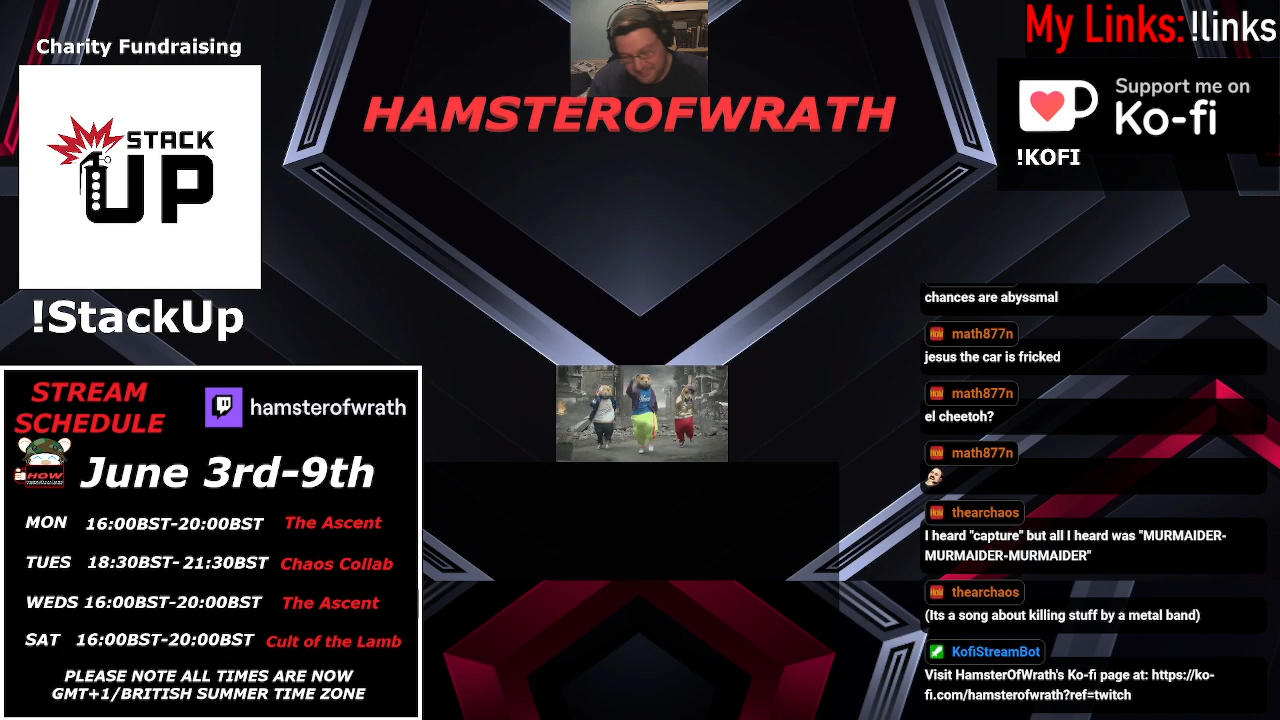 Charity Fundraising
STACK
UP
!StackUp
HAMSTEROFWRATH
My Links: !links
Support me on
Ko-fi
!KOFI
STREAM
SCHEDULE
hamsterofwrath
HOW
June 3rd-9th
MON 16:00BST-20:00BST The Ascent
TUES 18:30BST-21:30BST Chaos Collab
WEDS 16:00BST-20:00BST The Ascent
SAT 16:00BST-20:00BST Cult of the Lamb
PLEASE NOTE ALL TIMES ARE NOW
GMT+1/BRITISH SUMMER TIME ZONE
chances are abyssmal
math877n
jesus the car is fricked
math877n
el cheetoh?
math877n
thearchaos
I heard "capture" but all I heard was "MURMAIDER-
MURMAIDER-MURMAIDER"
thearchaos
(Its a song about killing stuff by a metal band)
KofiStreamBot
Visit HamsterOfWrath's Ko-fi page at: https://ko-
fi.com/hamsterofwrath?ref=twitch